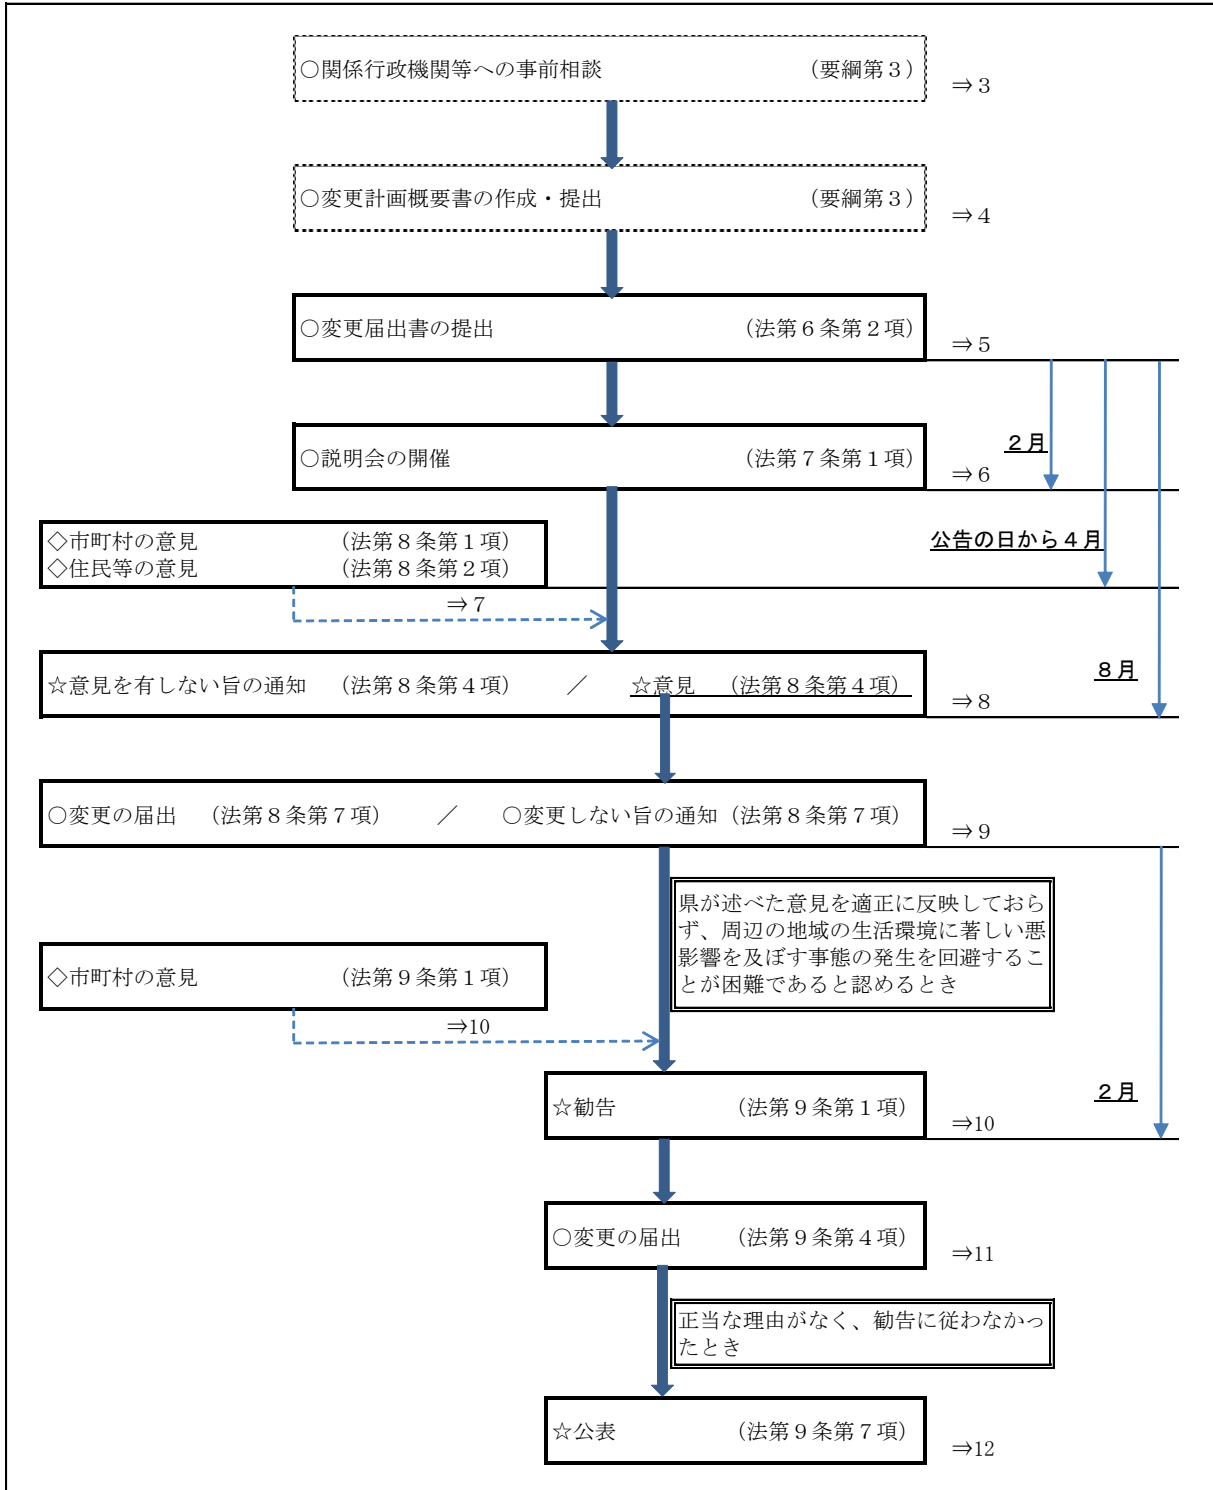 ○関係行政機関等への事前相談　（要綱第３）
⇒３
○変更計画概要書の作成・提出　（要綱第３）
⇒４
○変更届出書の提出　（法第６条第２項）
⇒５
○説明会の開催　（法第７条第１項）
⇒６
２月
◇市町村の意見　（法第８条第１項）
◇住民等の意見　（法第８条第２項）
公告の日から４月
⇒７
☆意見を有しない旨の通知　（法第８条第４項）　／　☆意見　（法第８条第４項）
⇒８
８月
○変更の届出　（法第８条第７項）　／　○変更しない旨の通知（法第８条第７項）
⇒９
県が述べた意見を適正に反映しておら
ず、周辺の地域の生活環境に著しい悪
影響を及ぼす事態の発生を回避するこ
とが困難であると認めるとき
◇市町村の意見　（法第９条第１項）
⇒10
☆勧告　（法第９条第１項）
⇒10
２月
○変更の届出　（法第９条第４項）
⇒11
正当な理由がなく、勧告に従わなかっ
たとき
☆公表　（法第９条第７項）
⇒12